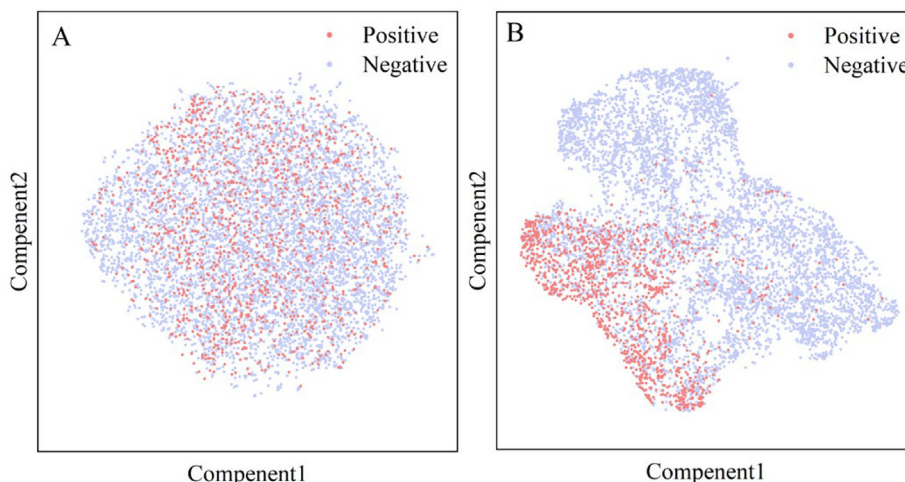 A
Positive
Negative
Compenent2
Compenent1
B
Positive
Negative
Compenent2
Compenent1